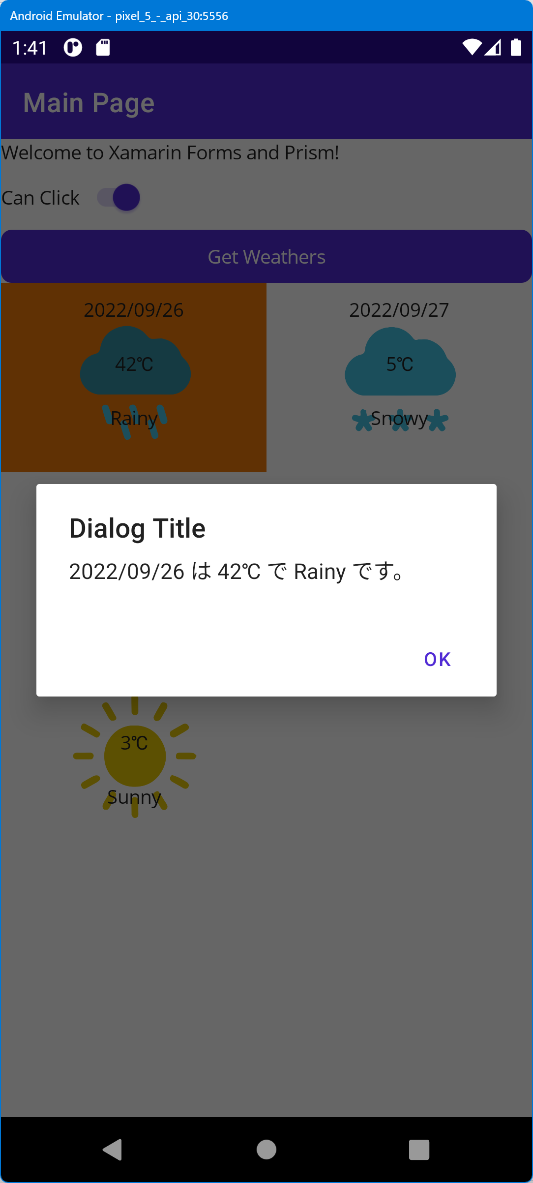 Android Emulator - pixel_5_-_api_30:5556
1:41
Main Page
Welcome to Xamarin Forms and Prism!
Can Click
Get Weathers
2022/09/26
42℃
Rainy
2022/09/27
5℃
Snowy
Dialog Title
2022/09/26 は 42℃ で Rainy です。
OK
3℃
Sunny